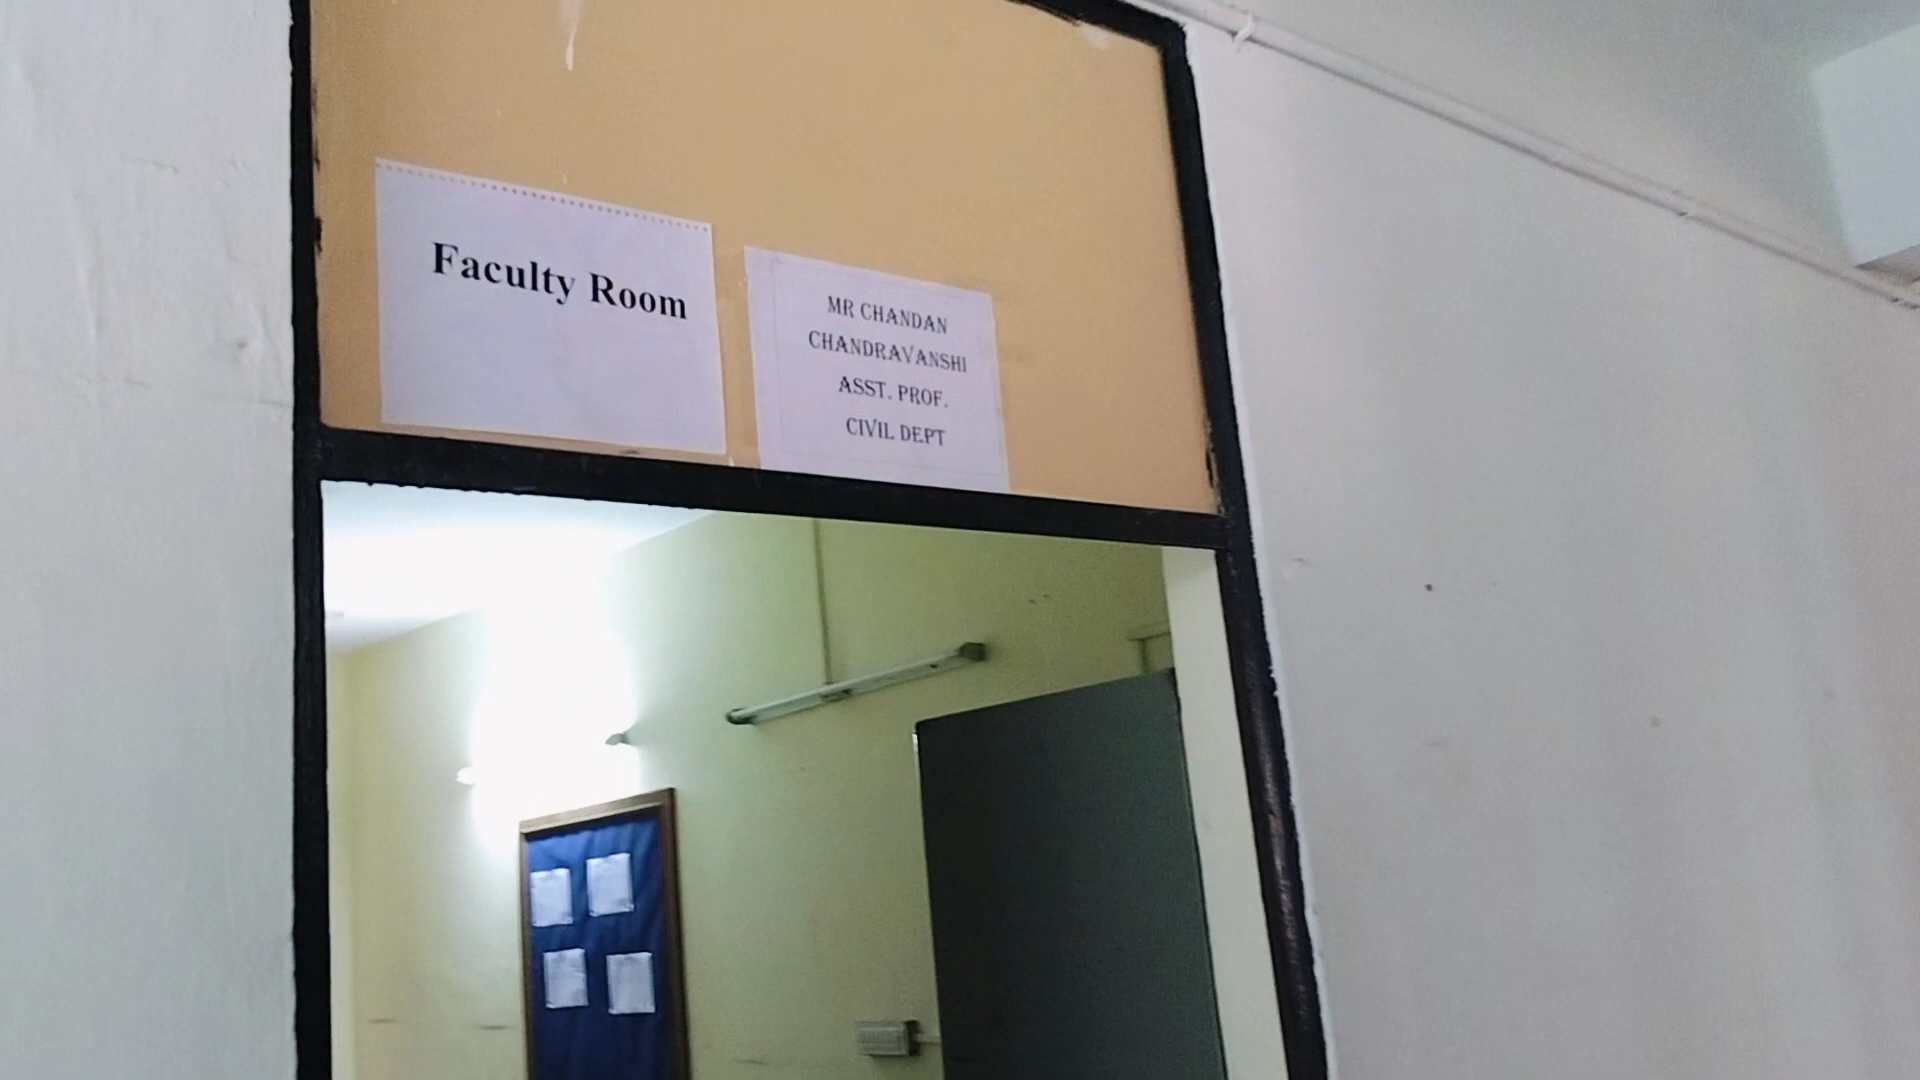 Faculty Room
MR CHANDAN
CHANDRAVANSHI
ASST. PROF.
CIVIL DEPT